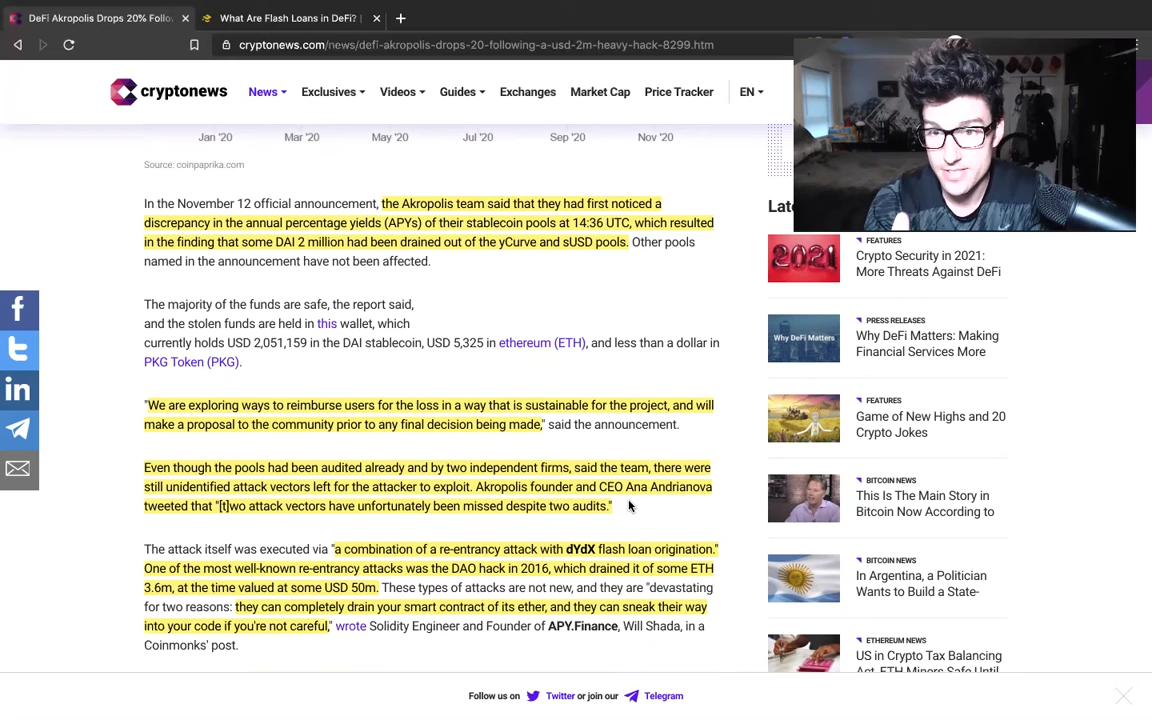 DeFi Akropolis Drops 20% Follo
What Are Flash Loans in DeFi? |
cryptonews.com/news/defi-akropolis-drops-20-following-a-usd-2m-heavy-hack-8299.htm
cryptonews
News
Exclusives
Videos
Guides
Exchanges
Market Cap
Price Tracker
EN
Jan '20
Mar '20
May '20
Jul '20
Sep '20
Nov '20
Source: coinpaprika.com
In the November 12 official announcement, the Akropolis team said that they had first noticed a
discrepancy in the annual percentage yields (APYs) of their stablecoin pools at 14:36 UTC, which resulted
in the finding that some DAI 2 million had been drained out of the yCurve and sUSD pools. Other pools
named in the announcement have not been affected.
The majority of the funds are safe, the report said,
and the stolen funds are held in this wallet, which
currently holds USD 2,051,159 in the DAI stablecoin, USD 5,325 in ethereum (ETH), and less than a dollar in
PKG Token (PKG).
"We are exploring ways to reimburse users for the loss in a way that is sustainable for the project, and will
make a proposal to the community prior to any final decision being made," said the announcement.
Even though the pools had been audited already and by two independent firms, said the team, there were
still unidentified attack vectors left for the attacker to exploit. Akropolis founder and CEO Ana Andrianova
tweeted that "[t]wo attack vectors have unfortunately been missed despite two audits."
The attack itself was executed via "a combination of a re-entrancy attack with dYdX flash loan origination."
One of the most well-known re-entrancy attacks was the DAO hack in 2016, which drained it of some ETH
3.6m, at the time valued at some USD 50m. These types of attacks are not new, and they are "devastating
for two reasons: they can completely drain your smart contract of its ether, and they can sneak their way
into your code if you're not careful," wrote Solidity Engineer and Founder of APY.Finance, Will Shada, in a
Coinmonks' post.
Late
FEATURES
Crypto Security in 2021:
More Threats Against DeFi
2021
PRESS RELEASES
Why DeFi Matters: Making
Financial Services More
Why DeFi Matters
FEATURES
Game of New Highs and 20
Crypto Jokes
BITCOIN NEWS
This Is The Main Story in
Bitcoin Now According to
BITCOIN NEWS
In Argentina, a Politician
Wants to Build a State-
ETHEREUM NEWS
US in Crypto Tax Balancing
Act, ETH Miners Safe Until
Follow us on Twitter or join our Telegram